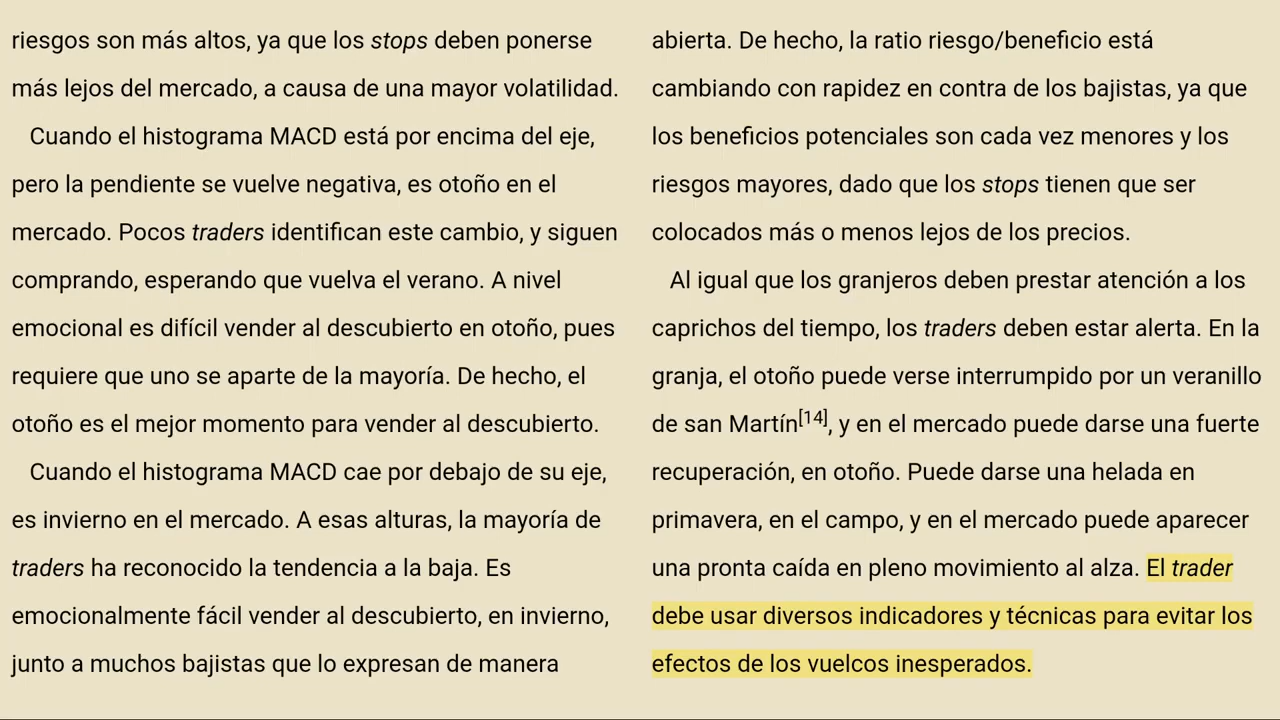 riesgos son más altos, ya que los stops deben ponerse
más lejos del mercado, a causa de una mayor volatilidad.
Cuando el histograma MACD está por encima del eje,
pero la pendiente se vuelve negativa, es otoño en el
mercado. Pocos traders identifican este cambio, y siguen
comprando, esperando que vuelva el verano. A nivel
emocional es difícil vender al descubierto en otoño, pues
requiere que uno se aparte de la mayoría. De hecho, el
otoño es el mejor momento para vender al descubierto.
Cuando el histograma MACD cae por debajo de su eje,
es invierno en el mercado. A esas alturas, la mayoría de
traders ha reconocido la tendencia a la baja. Es
emocionalmente fácil vender al descubierto, en invierno,
junto a muchos bajistas que lo expresan de manera
abierta. De hecho, la ratio riesgo/beneficio está
cambiando con rapidez en contra de los bajistas, ya que
los beneficios potenciales son cada vez menores y los
riesgos mayores, dado que los stops tienen que ser
colocados más o menos lejos de los precios.
Al igual que los granjeros deben prestar atención a los
caprichos del tiempo, los traders deben estar alerta. En la
granja, el otoño puede verse interrumpido por un veranillo
de san Martín[14], y en el mercado puede darse una fuerte
recuperación, en otoño. Puede darse una helada en
primavera, en el campo, y en el mercado puede aparecer
una pronta caída en pleno movimiento al alza. El trader
debe usar diversos indicadores y técnicas para evitar los
efectos de los vuelcos inesperados.